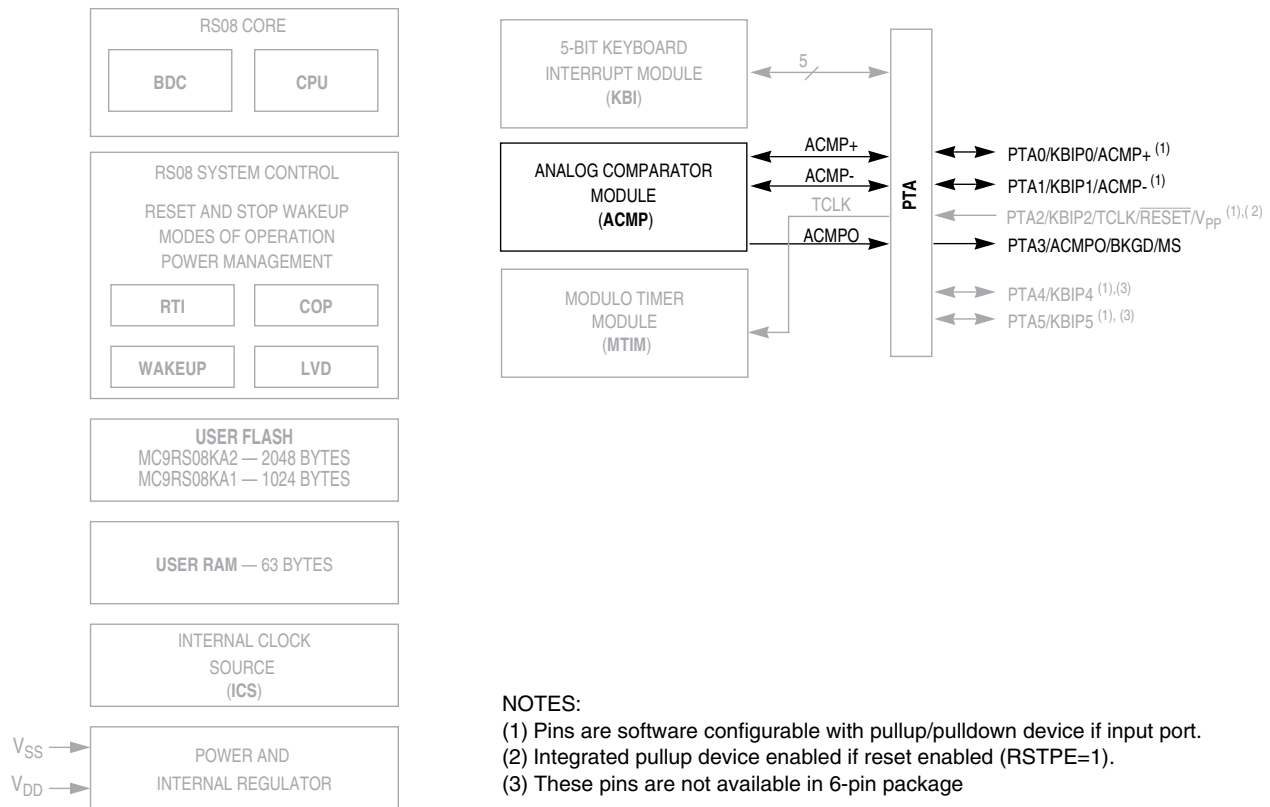 RS08 CORE
BDC
CPU
RS08 SYSTEM CONTROL
RESET AND STOP WAKEUP
MODES OF OPERATION
POWER MANAGEMENT
RTI
COP
WAKEUP
LVD
USER FLASH
MC9RS08KA2 — 2048 BYTES
MC9RS08KA1 — 1024 BYTES
USER RAM — 63 BYTES
INTERNAL CLOCK
SOURCE
(ICS)
VSS
VDD
POWER AND
INTERNAL REGULATOR
5-BIT KEYBOARD
INTERRUPT MODULE
(KBI)
5
ANALOG COMPARATOR
MODULE
(ACMP)
ACMP+
ACMP-
TCLK
ACMPO
MODULO TIMER
MODULE
(MTIM)
PTA
PTA0/KBIP0/ACMP+ (1)
PTA1/KBIP1/ACMP- (1)
PTA2/KBIP2/TCLK/RESET/VPP (1),( 2)
PTA3/ACMPO/BKGD/MS
PTA4/KBIP4 (1),(3)
PTA5/KBIP5 (1), (3)
NOTES:
(1) Pins are software configurable with pullup/pulldown device if input port.
(2) Integrated pullup device enabled if reset enabled (RSTPE=1).
(3) These pins are not available in 6-pin package